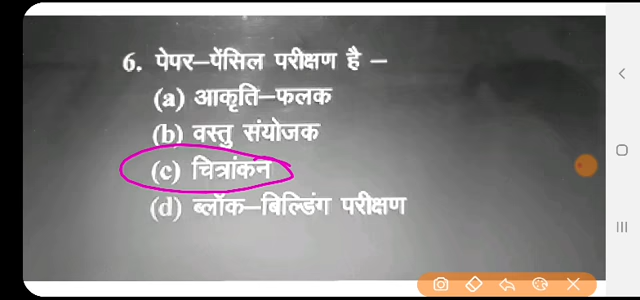 6. पेपर–पेंसिल परीक्षण है –
(a) आकृति–फलक
(b) वस्तु संयोजक
(c) चित्रांकन
(d) ब्लॉक–बिल्डिंग परीक्षण